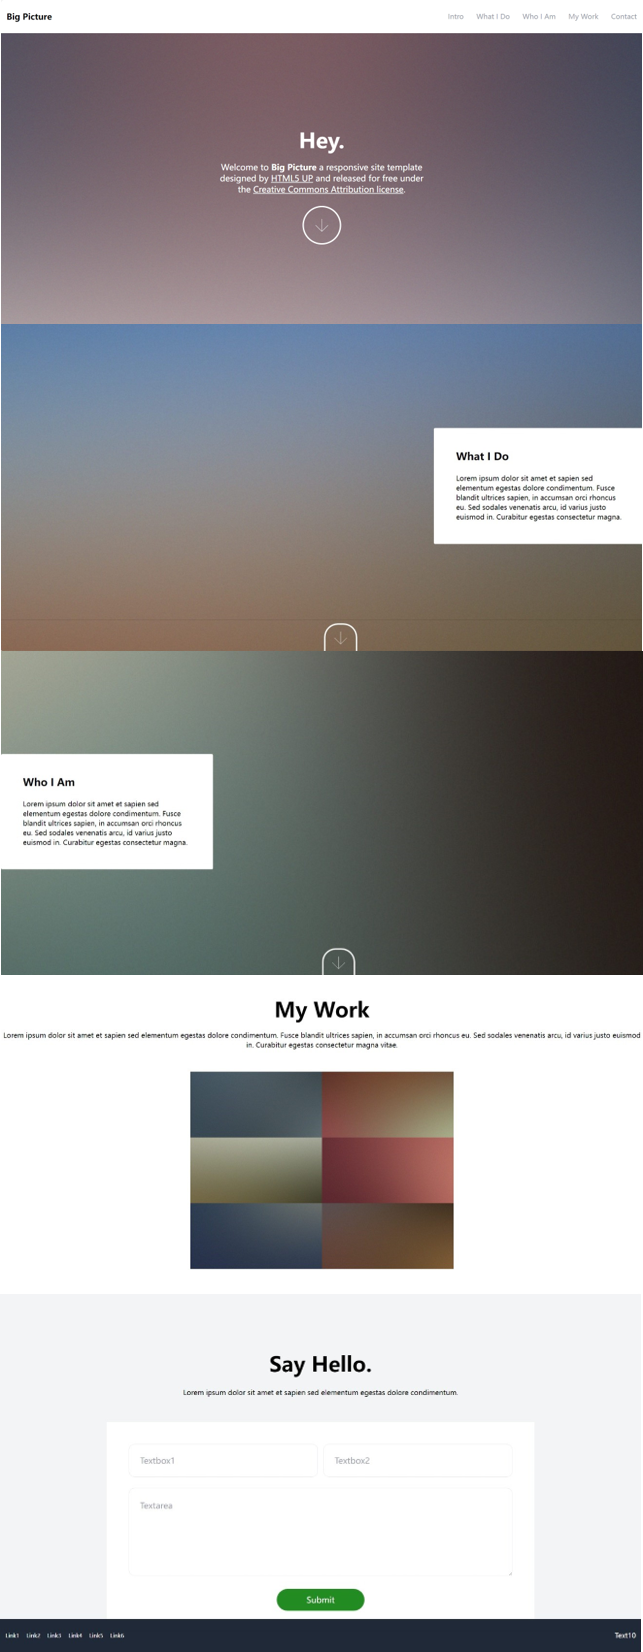 Big Picture
Intro What I Do Who I Am My Work Contact
Hey.
Welcome to Big Picture a responsive site template
designed by HTML5 UP and released for free under
the Creative Commons Attribution license.
What I Do
Lorem ipsum dolor sit amet et sapien sed
elementum egestas dolore condimentum. Fusce
blandit ultrices sapien, in accumsan orci rhoncus
eu. Sed sodales venenatis arcu, id varius justo
euismod in. Curabitur egestas consectetur magna.
Who I Am
Lorem ipsum dolor sit amet et sapien sed
elementum egestas dolore condimentum. Fusce
blandit ultrices sapien, in accumsan orci rhoncus
eu. Sed sodales venenatis arcu, id varius justo
euismod in. Curabitur egestas consectetur magna.
My Work
Lorem ipsum dolor sit amet et sapien sed elementum egestas dolore condimentum. Fusce blandit ultrices sapien, in accumsan orci rhoncus eu. Sed sodales venenatis arcu, id varius justo euismod
in. Curabitur egestas consectetur magna vitae.
Say Hello.
Lorem ipsum dolor sit amet et sapien sed elementum egestas dolore condimentum.
Textbox1 Textbox2
Textarea
Submit
Link1 Link2 Link3 Link4 Link5 Link6 Text10